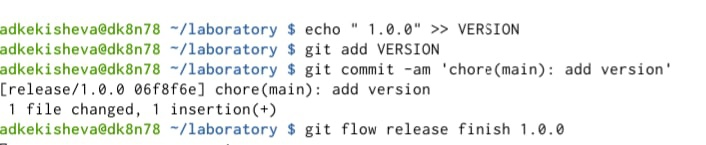 adkekisheva@dk8n78 ~/laboratory $ echo " 1.0.0" >> VERSION
adkekisheva@dk8n78 ~/laboratory $ git add VERSION
adkekisheva@dk8n78 ~/laboratory $ git commit -am 'chore(main): add version'
[release/1.0.0 06f8f6e] chore(main): add version
 1 file changed, 1 insertion(+)
adkekisheva@dk8n78 ~/laboratory $ git flow release finish 1.0.0